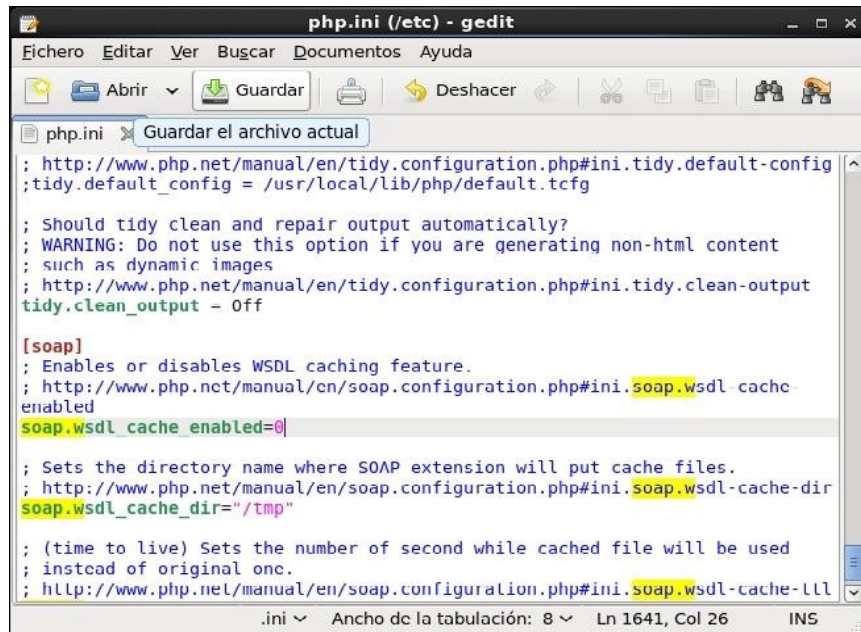 php.ini (/etc) - gedit
Fichero Editar Ver Buscar Documentos Ayuda
Abrir Guardar Deshacer
php.ini Guardar el archivo actual
; http://www.php.net/manual/en/tidy.configuration.php#ini.tidy.default-config
;tidy.default_config = /usr/local/lib/php/default.tcfg
; Should tidy clean and repair output automatically?
; WARNING: Do not use this option if you are generating non-html content
; such as dynamic images
; http://www.php.net/manual/en/tidy.configuration.php#ini.tidy.clean-output
tidy.clean_output = Off
[soap]
; Enables or disables WSDL caching feature.
; http://www.php.net/manual/en/soap.configuration.php#ini.soap.wsdl-cache-
enabled
soap.wsdl_cache_enabled=0
; Sets the directory name where SOAP extension will put cache files.
; http://www.php.net/manual/en/soap.configuration.php#ini.soap.wsdl-cache-dir
soap.wsdl_cache_dir="/tmp"
; (time to live) Sets the number of second while cached file will be used
; instead of original one.
; http://www.php.net/manual/en/soap.configuration.php#ini.soap.wsdl-cache-ttl
.ini Ancho de la tabulación: 8 Ln 1641, Col 26 INS